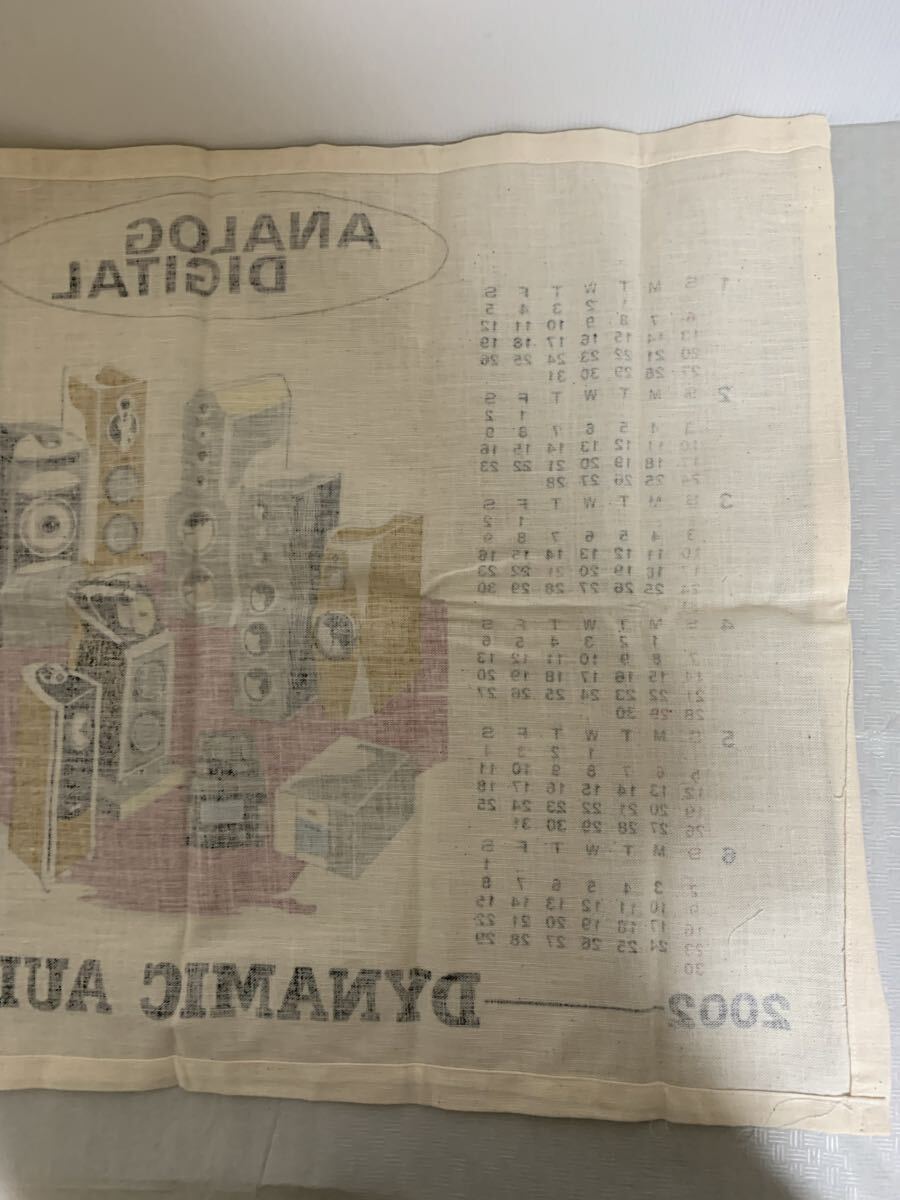 ANALOG
DIGITAL
1 S M T W T F S
1 2 3 4 5
6 7 8 9 10 11 12
13 14 15 16 17 18 19
20 21 22 23 24 25 26
27 28 29 30 31
2 S M T W T F S
1 2
3 4 5 6 7 8 9
10 11 12 13 14 15 16
17 18 19 20 21 22 23
24 25 26 27 28
3 S M T W T F S
1 2
3 4 5 6 7 8 9
10 11 12 13 14 15 16
17 18 19 20 21 22 23
24 25 26 27 28 29 30
31
4 S M T W T F S
1 2 3 4 5 6
7 8 9 10 11 12 13
14 15 16 17 18 19 20
21 22 23 24 25 26 27
28 29 30
5 S M T W T F S
1 2 3 4
5 6 7 8 9 10 11
12 13 14 15 16 17 18
19 20 21 22 23 24 25
26 27 28 29 30 31
6 S M T W T F S
1
2 3 4 5 6 7 8
9 10 11 12 13 14 15
16 17 18 19 20 21 22
23 24 25 26 27 28 29
30
2002 DYNAMIC AU